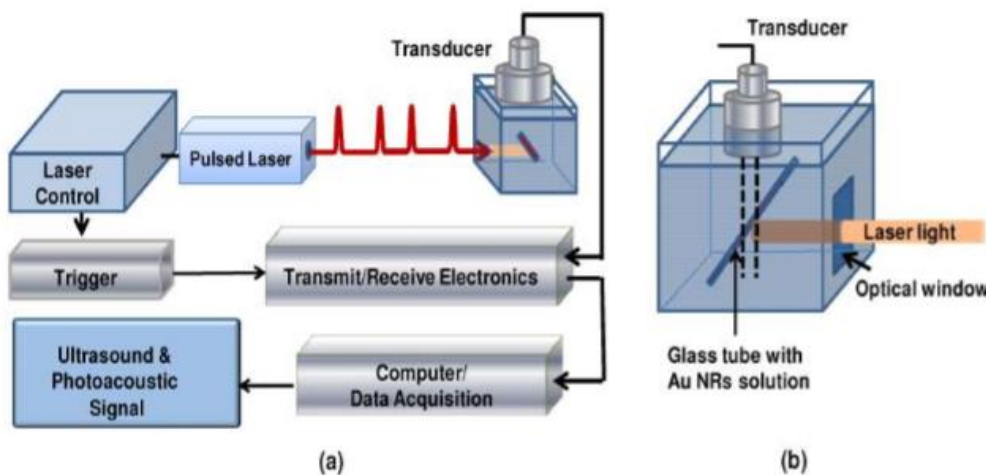 Transducer
Pulsed Laser
Laser
Control
Trigger
Transmit/Receive Electronics
Ultrasound &
Photoacoustic
Signal
Computer/
Data Acquisition
(a)
Transducer
Laser light
Optical window
Glass tube with
Au NRs solution
(b)